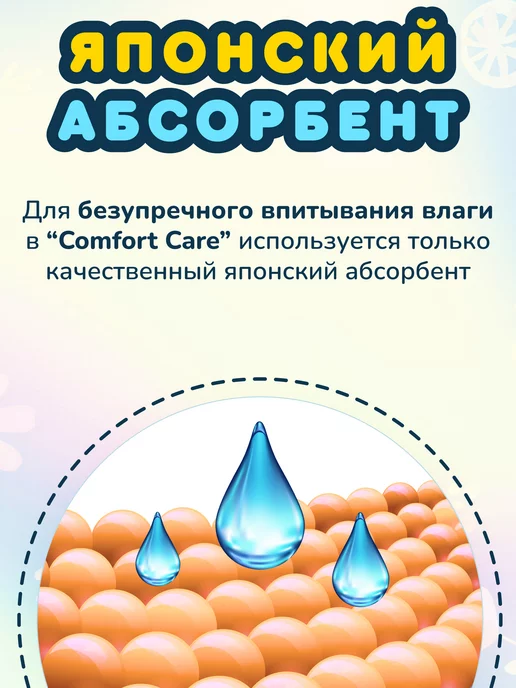 ЯПОНСКИЙ
АБСОРБЕНТ
Для безупречного впитывания влаги
в “Comfort Care” используется только
качественный японский абсорбент